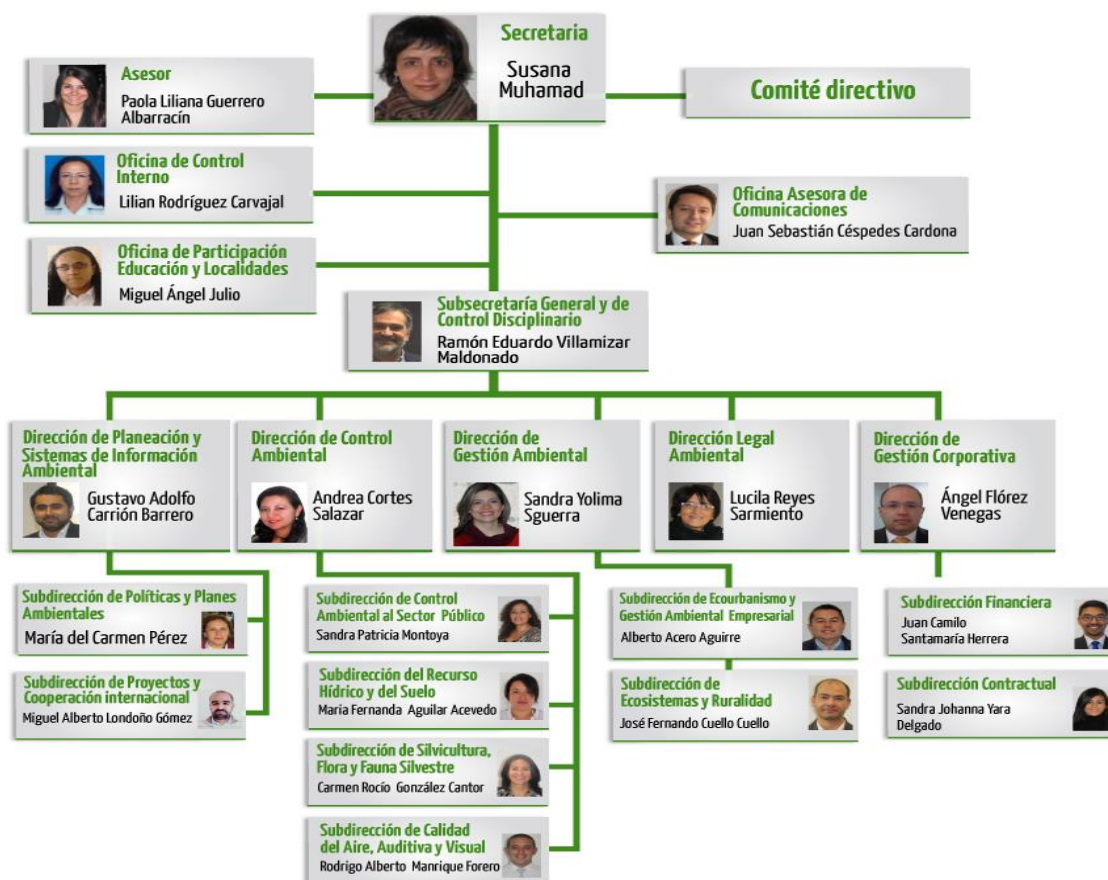 Secretaria
Susana
Muhamad
Asesor
Paola Liliana Guerrero
Albarracín
Comité directivo
Oficina de Control
Interno
Lilian Rodríguez Carvajal
Oficina Asesora de
Comunicaciones
Juan Sebastián Céspedes Cardona
Oficina de Participación
Educación y Localidades
Miguel Ángel Julio
Subsecretaría General y de
Control Disciplinario
Ramón Eduardo Villamizar
Maldonado
Dirección de Planeación y
Sistemas de Información
Ambiental
Gustavo Adolfo
Carrión Barrero
Dirección de Control
Ambiental
Andrea Cortes
Salazar
Dirección de
Gestión Ambiental
Sandra Yolima
Sguerra
Dirección Legal
Ambiental
Lucila Reyes
Sarmiento
Dirección de
Gestión Corporativa
Ángel Flórez
Venegas
Subdirección de Políticas y Planes
Ambientales
María del Carmen Pérez
Subdirección de Proyectos y
Cooperación internacional
Miguel Alberto Londoño Gómez
Subdirección de Control
Ambiental al Sector Público
Sandra Patricia Montoya
Subdirección del Recurso
Hídrico y del Suelo
María Fernanda Aguilar Acevedo
Subdirección de Silvicultura,
Flora y Fauna Silvestre
Carmen Rocío González Cantor
Subdirección de Calidad
del Aire, Auditiva y Visual
Rodrigo Alberto Manrique Forero
Subdirección de Ecourbanismo y
Gestión Ambiental Empresarial
Alberto Acero Aguirre
Subdirección de
Ecosistemas y Ruralidad
José Fernando Cuello Cuello
Subdirección Financiera
Juan Camilo
Santamaría Herrera
Subdirección Contractual
Sandra Johanna Yara
Delgado